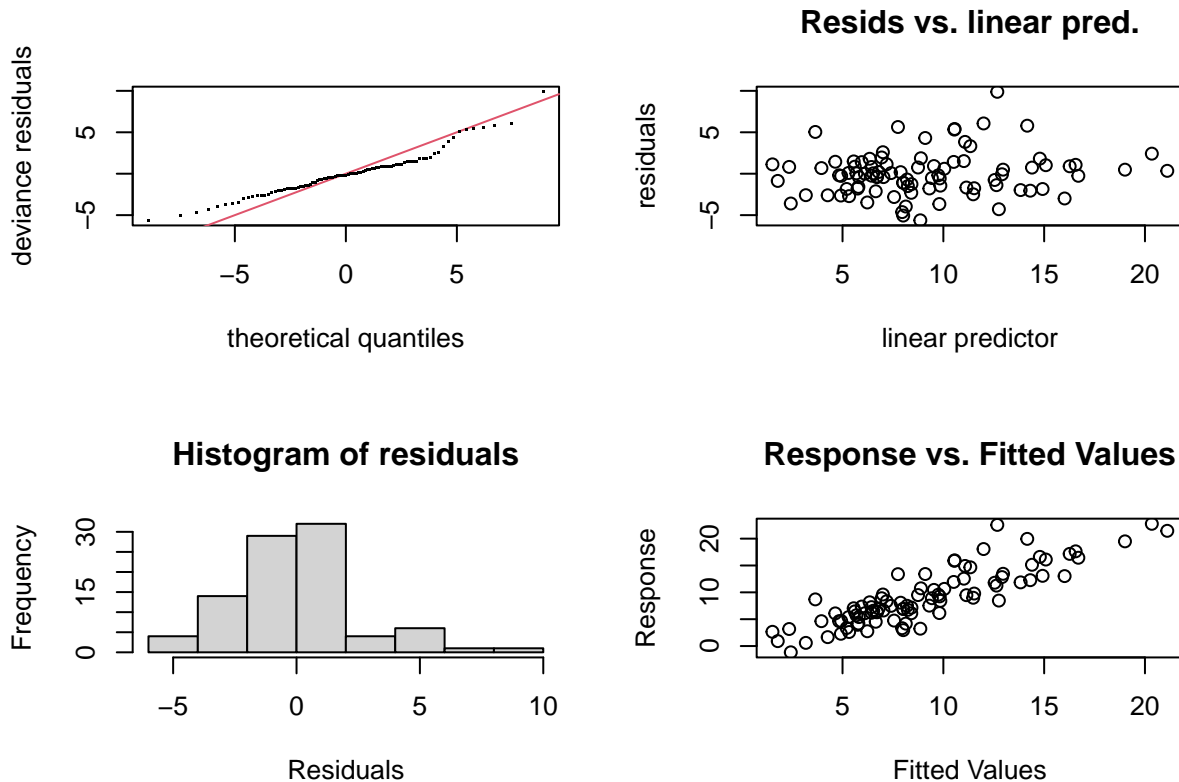 deviance residuals
5
−5
−5 0 5
theoretical quantiles
Resids vs. linear pred.
residuals
5
−5
5 10 15 20
linear predictor
Histogram of residuals
Frequency
30
15
0
−5 0 5 10
Residuals
Response vs. Fitted Values
Response
20
10
0
5 10 15 20
Fitted Values